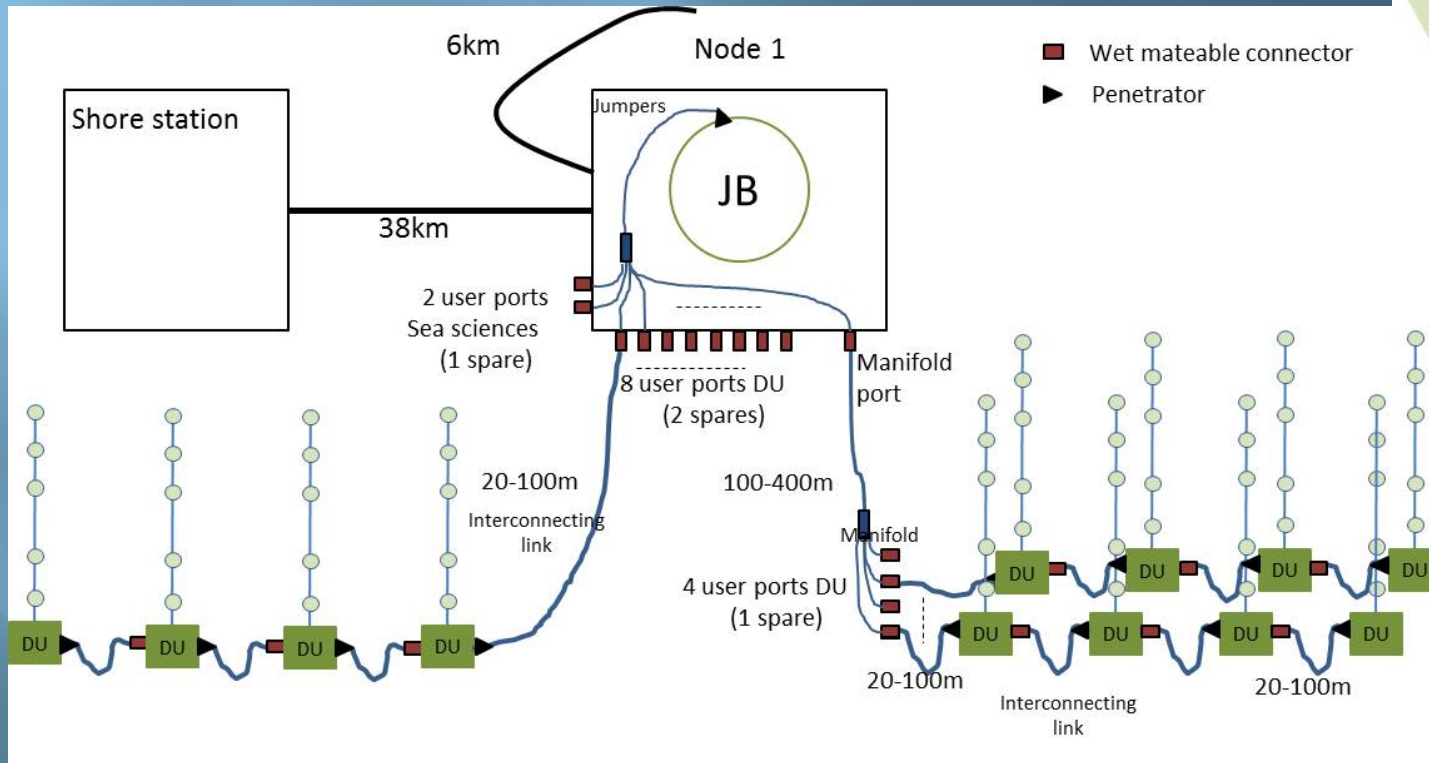 6km
Node 1
Wet mateable connector
Penetrator
Shore station
Jumpers
JB
38km
2 user ports
Sea sciences
(1 spare)
8 user ports DU
(2 spares)
Manifold
port
20-100m
Interconnecting
link
100-400m
Manifold
4 user ports DU
(1 spare)
DU
DU
DU
DU
DU
DU
DU
DU
DU
DU
DU
DU
20-100m
Interconnecting
link
20-100m